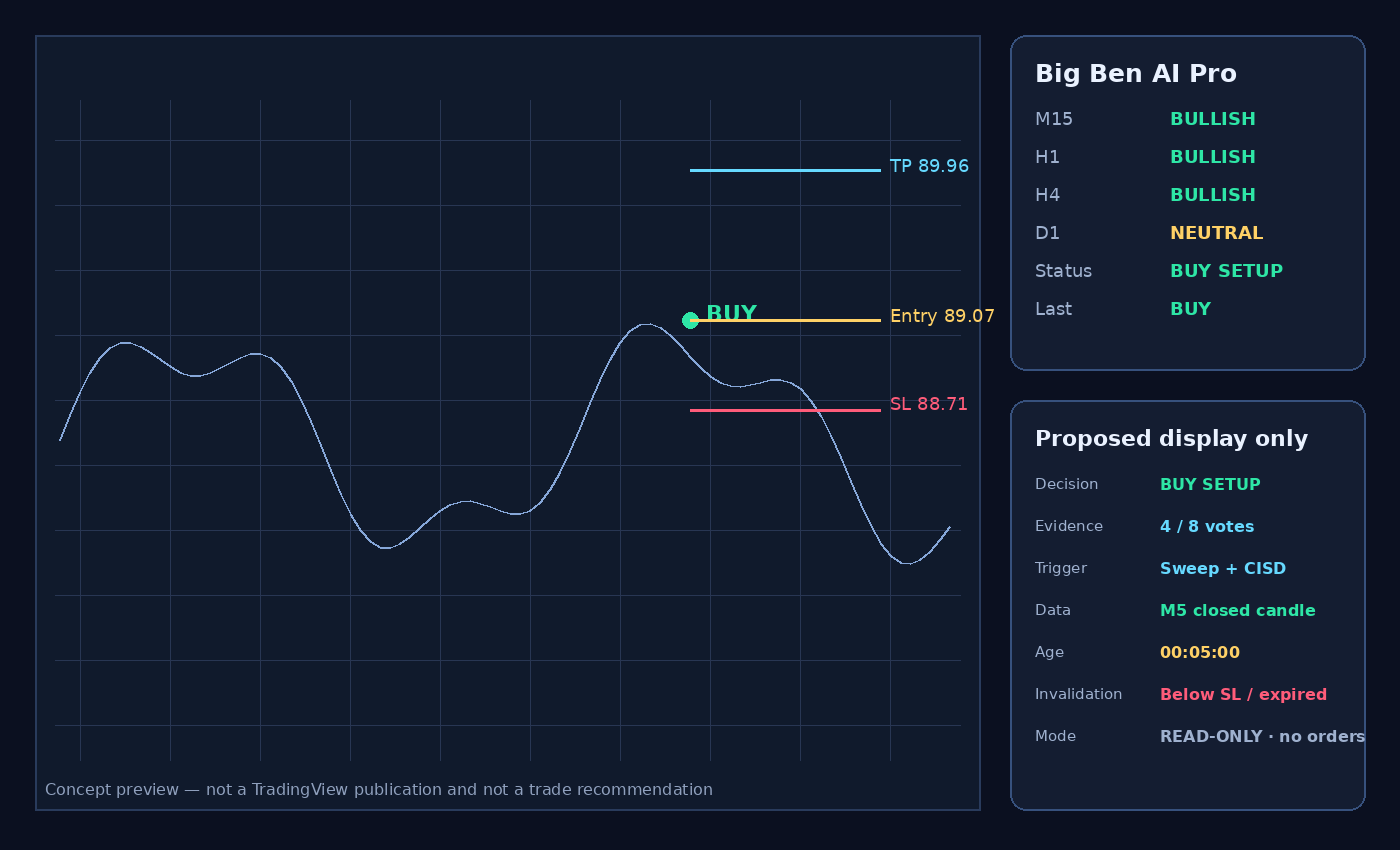 TP 89.96
BUY
Entry 89.07
SL 88.71
Concept preview — not a TradingView publication and not a trade recommendation
Big Ben AI Pro
M15 BULLISH
H1 BULLISH
H4 BULLISH
D1 NEUTRAL
Status BUY SETUP
Last BUY
Proposed display only
Decision BUY SETUP
Evidence 4 / 8 votes
Trigger Sweep + CISD
Data M5 closed candle
Age 00:05:00
Invalidation Below SL / expired
Mode READ-ONLY · no orders